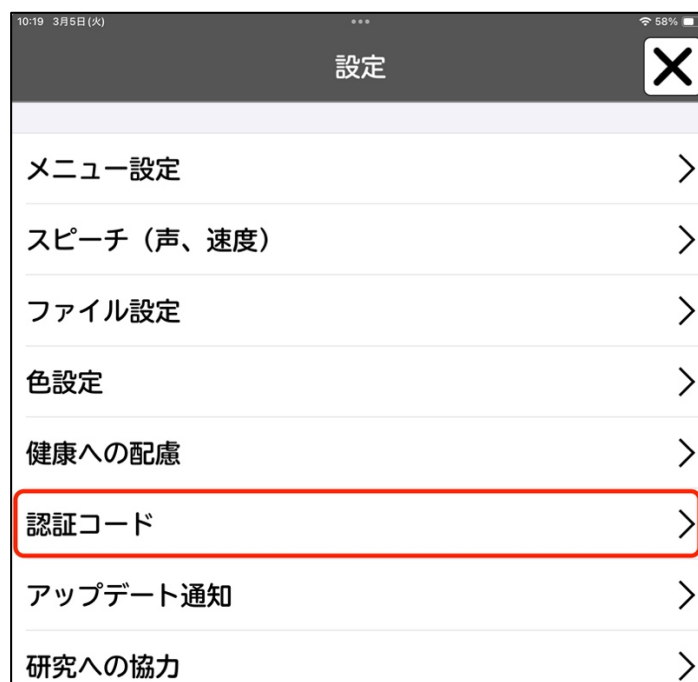 10:19 3月5日(火)
58%
設定
メニュー設定
スピーチ（声、速度）
ファイル設定
色設定
健康への配慮
認証コード
アップデート通知
研究への協力